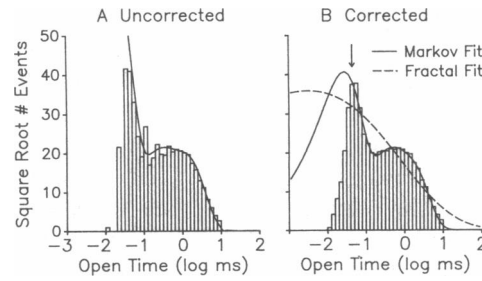 A Uncorrected
B Corrected
Markov Fit
Fractal Fit
Square Root # Events
50
40
30
20
10
0
-3 -2 -1 0 1 2
-2 -1 0 1 2
Open Time (log ms)
Open Time (log ms)